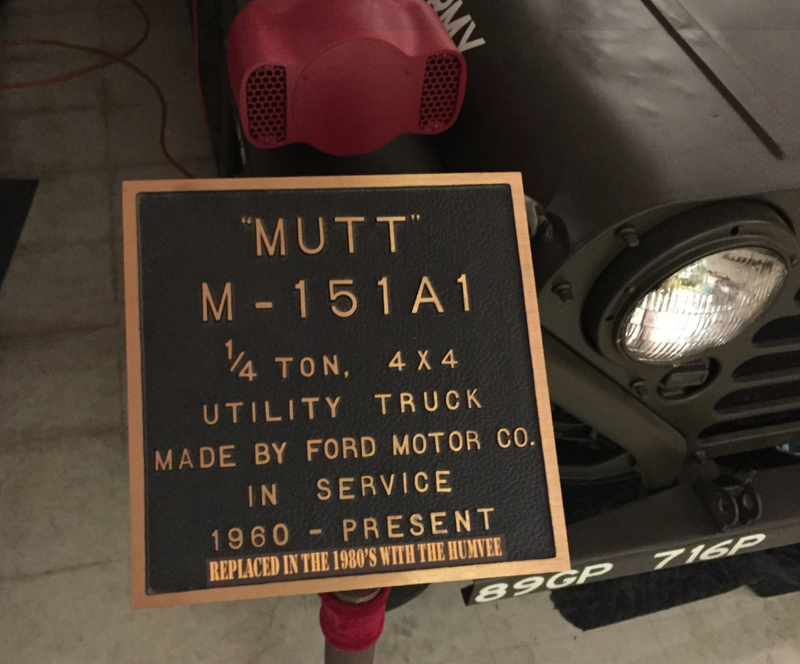 RMY
"MUTT"
M-151A1
1/4 TON, 4X4
UTILITY TRUCK
MADE BY FORD MOTOR CO.
IN SERVICE
1960 - PRESENT
REPLACED IN THE 1980'S WITH THE HUMVEE
89GP 716P